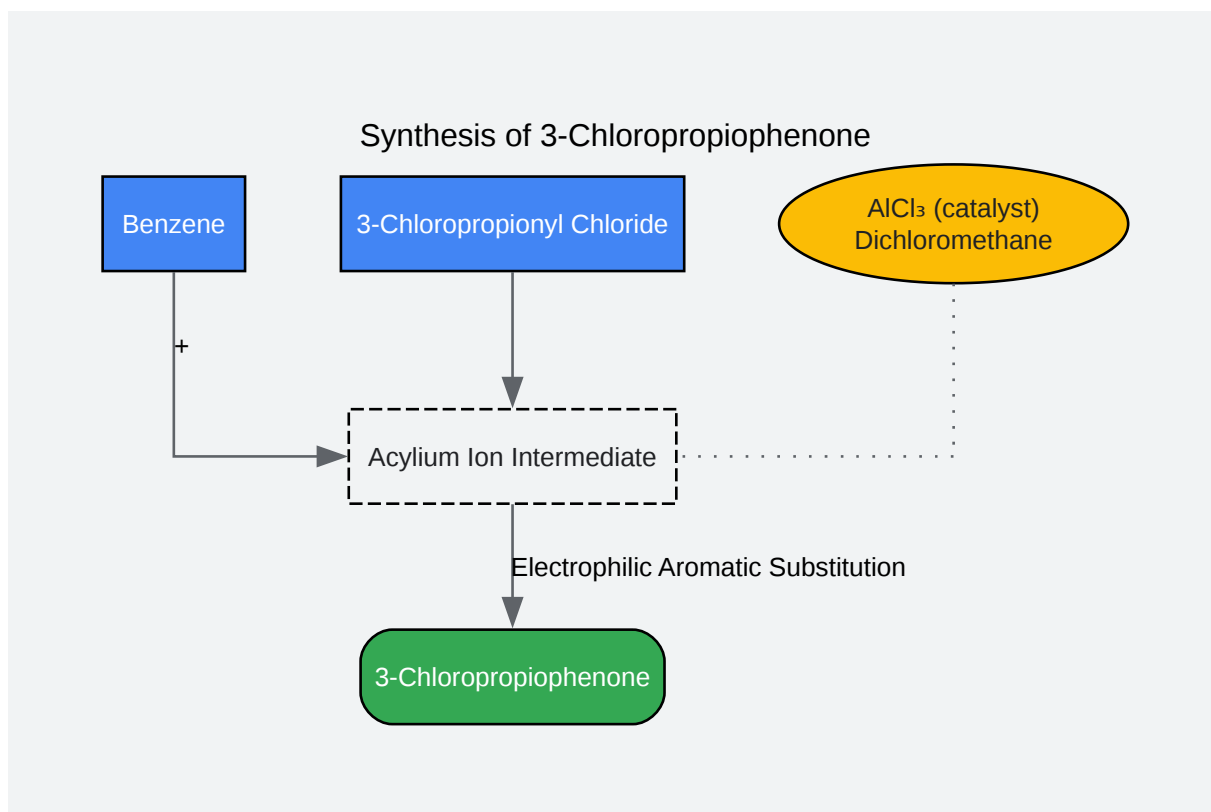 Synthesis of 3-Chloropropiophenone
Benzene
3-Chloropropionyl Chloride
AlCl₃ (catalyst)
Dichloromethane
+
Acylium Ion Intermediate
Electrophilic Aromatic Substitution
3-Chloropropiophenone